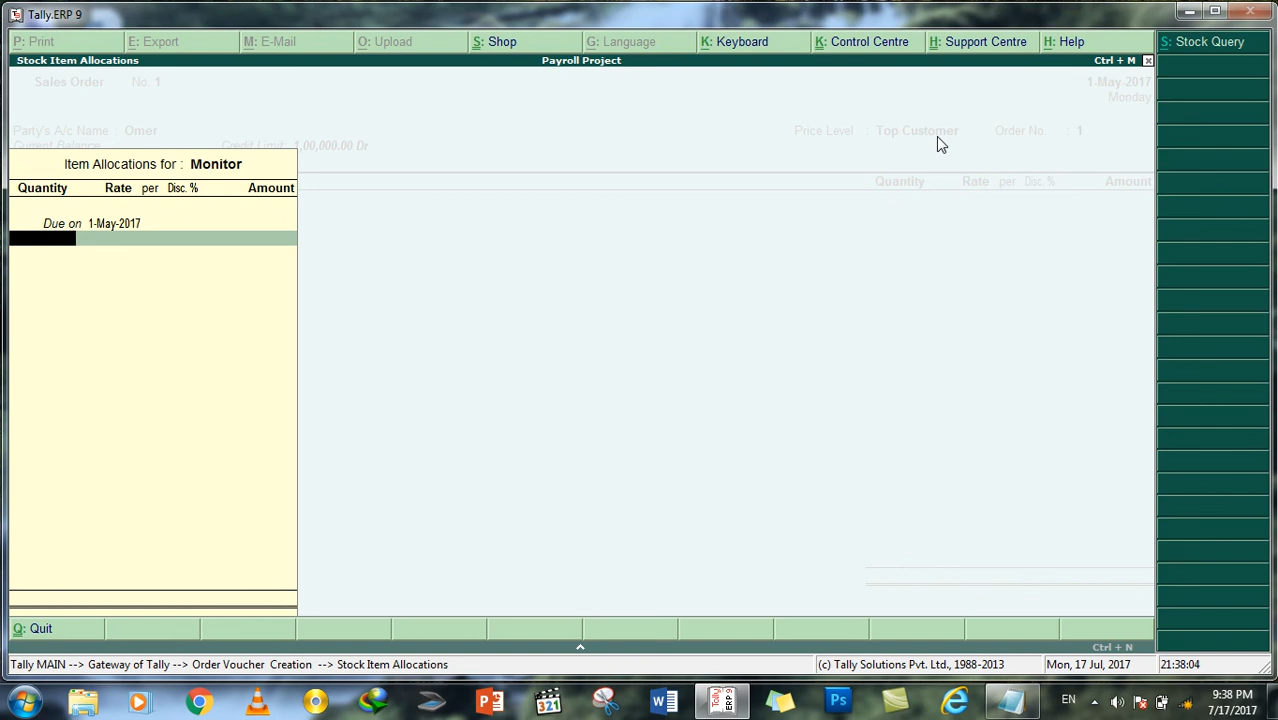 Tally.ERP 9
P: Print E: Export M: E-Mail O: Upload S: Shop G: Language K: Keyboard K: Control Centre H: Support Centre H: Help S: Stock Query
Stock Item Allocations Payroll Project Ctrl + M
Sales Order No. 1 1-May-2017
Monday
Party's A/c Name : Omer Price Level : Top Customer Order No. : 1
Current Balance Credit Limit: 1,00,000.00 Dr
Item Allocations for : Monitor
Quantity Rate per Disc. % Amount
Quantity Rate per Disc. % Amount
Due on 1-May-2017
Q: Quit
Ctrl + N
Tally MAIN --> Gateway of Tally --> Order Voucher Creation --> Stock Item Allocations (c) Tally Solutions Pvt. Ltd., 1988-2013 Mon, 17 Jul, 2017 21:38:04
321 Tally ERP 9 Ps EN 9:38 PM
7/17/2017